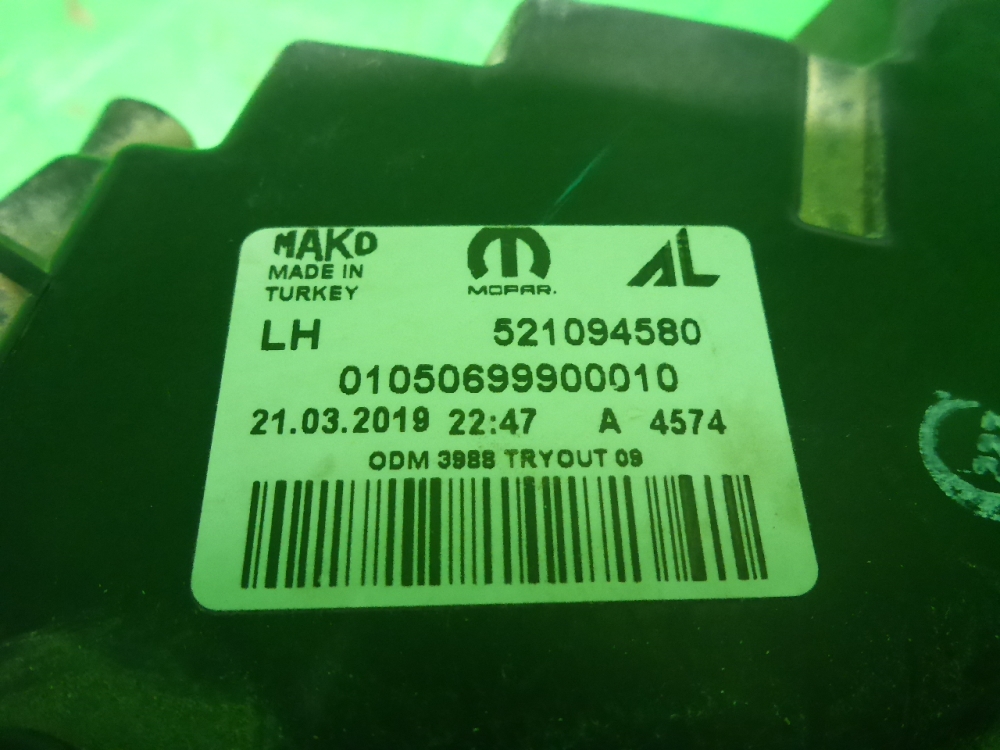 MAKO
MADE IN
TURKEY
MOPAR.
AL
LH 521094580
01050699900010
21.03.2019 22:47 A 4574
ODM 3988 TRYOUT 09